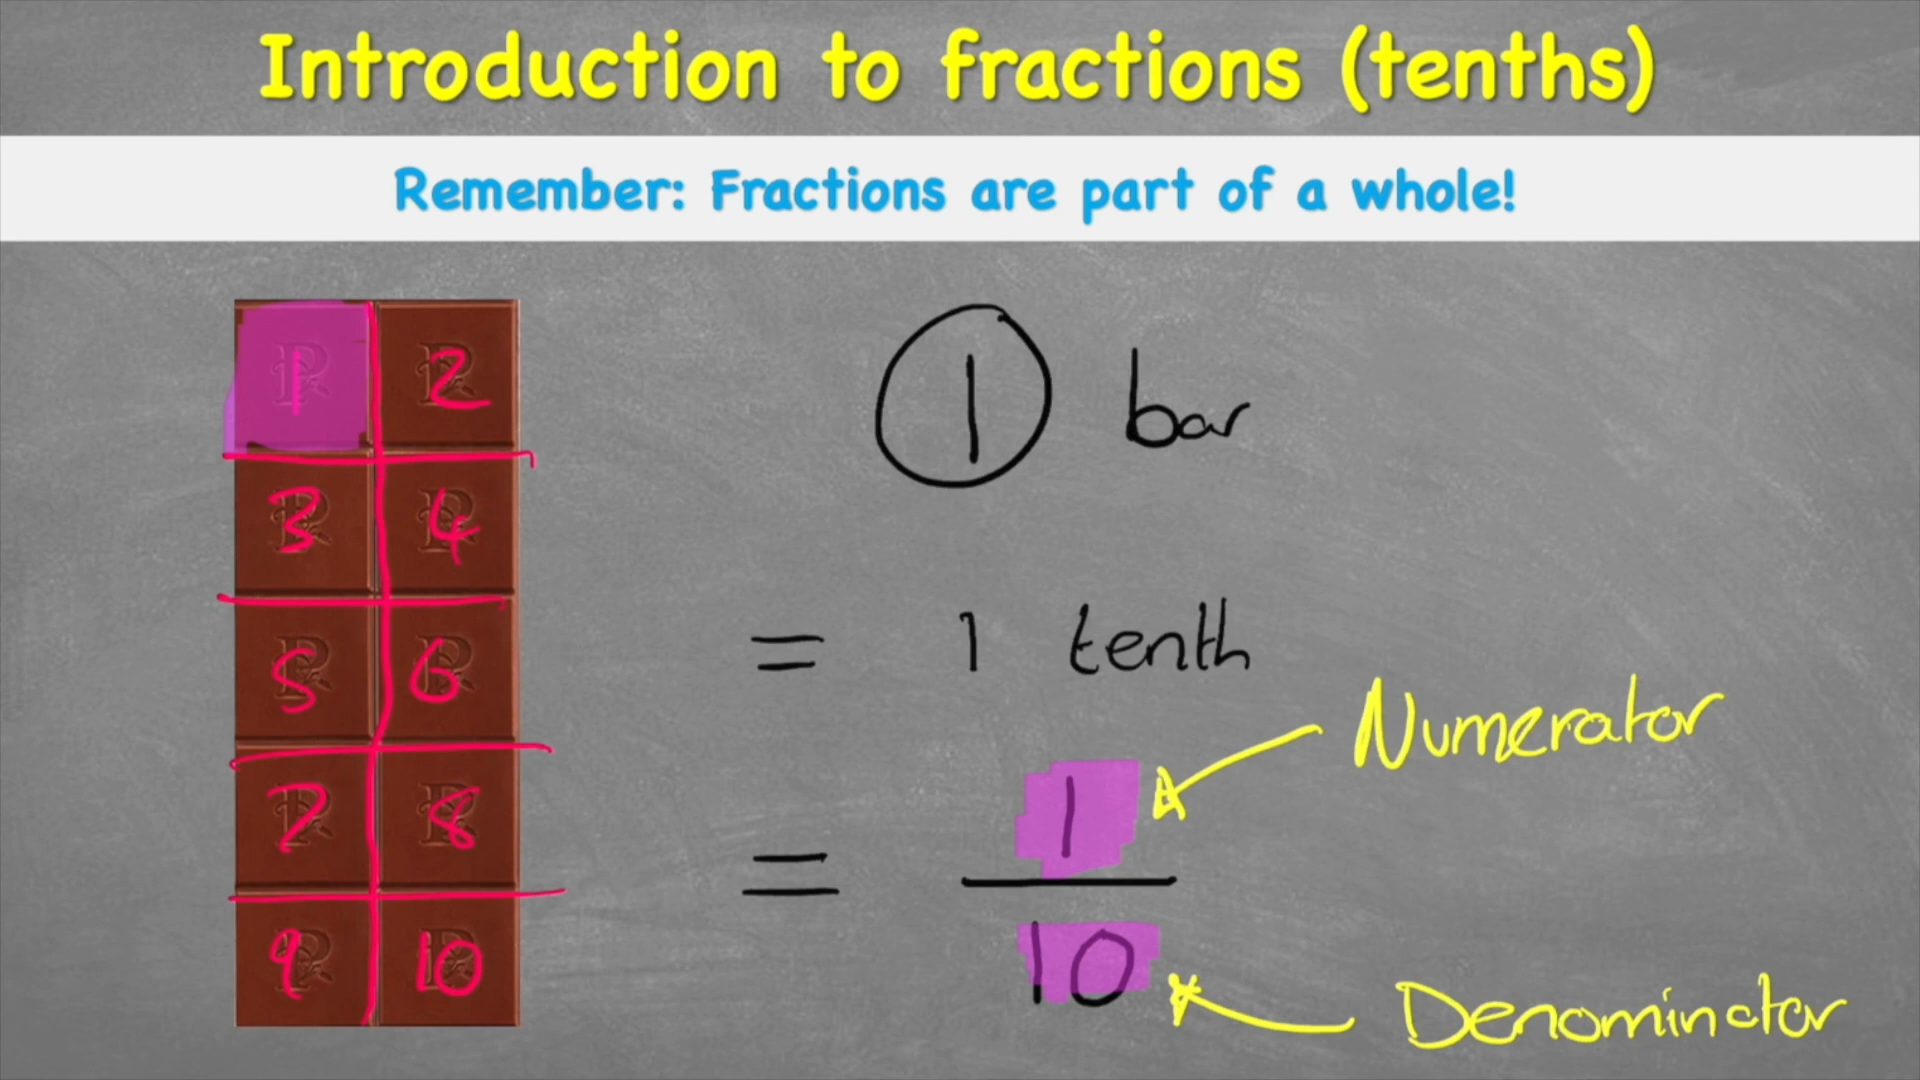 Introduction to fractions (tenths)
Remember: Fractions are part of a whole!
1 2
3 4
5 6
7 8
9 10
1 bar
= 1 tenth
Numerator
1
=
10
Denominator